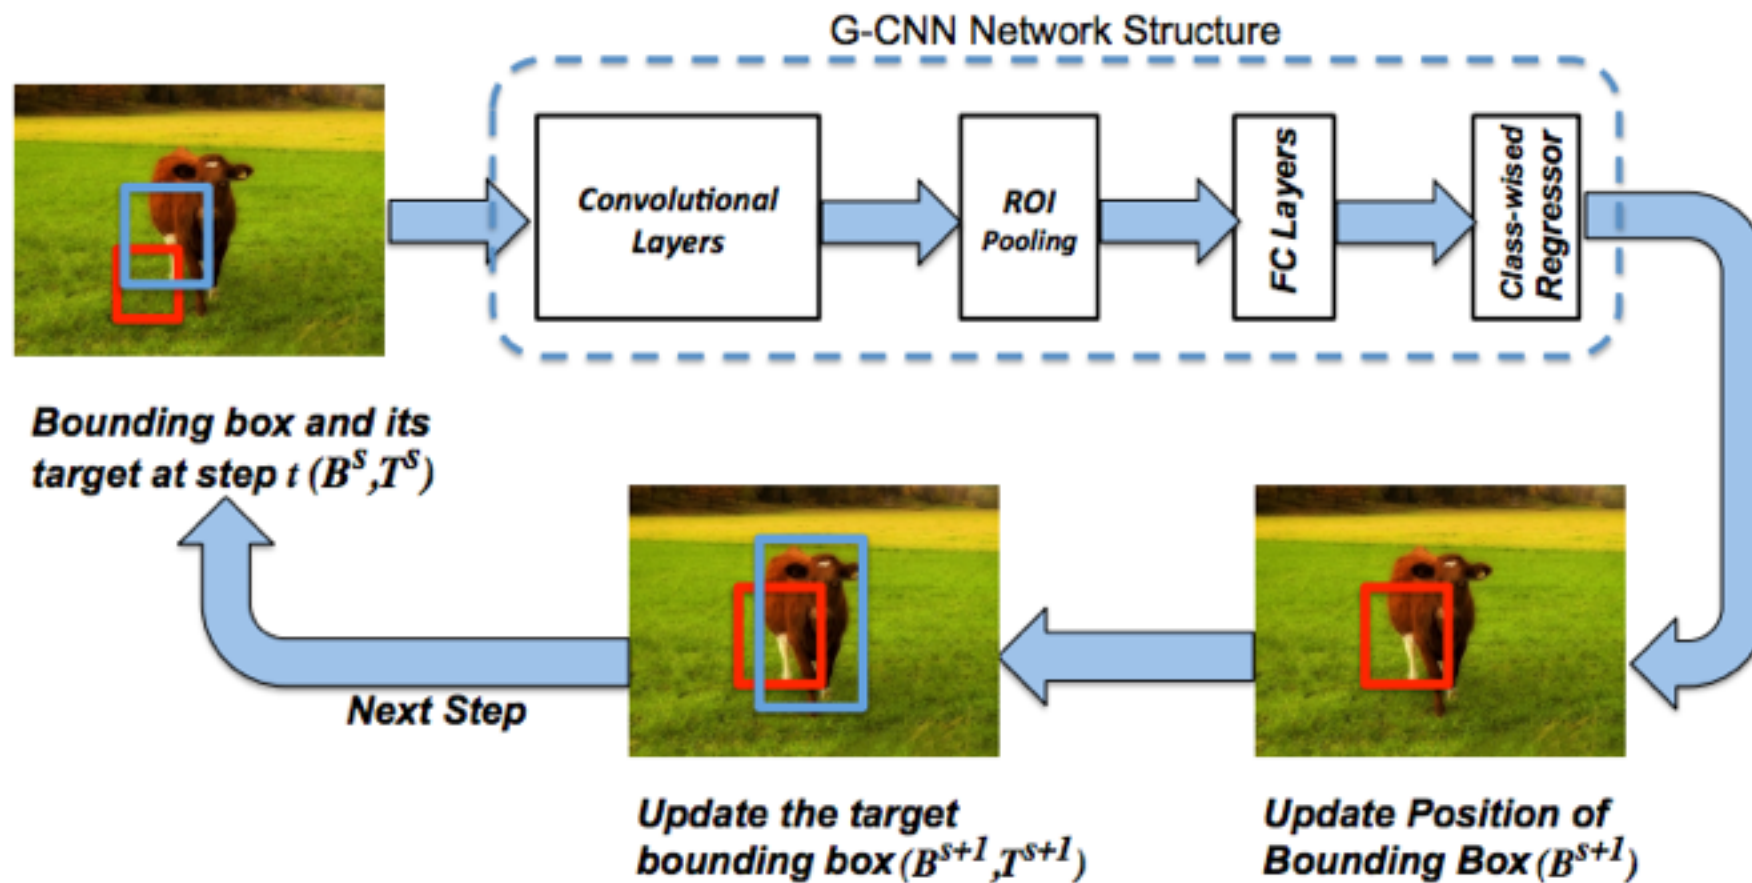 G-CNN Network Structure
Convolutional
Layers
ROI
Pooling
FC Layers
Class-wised
Regressor
Bounding box and its
target at step t (B^s,T^s)
Next Step
Update the target
bounding box (B^{s+1},T^{s+1})
Update Position of
Bounding Box (B^{s+1})